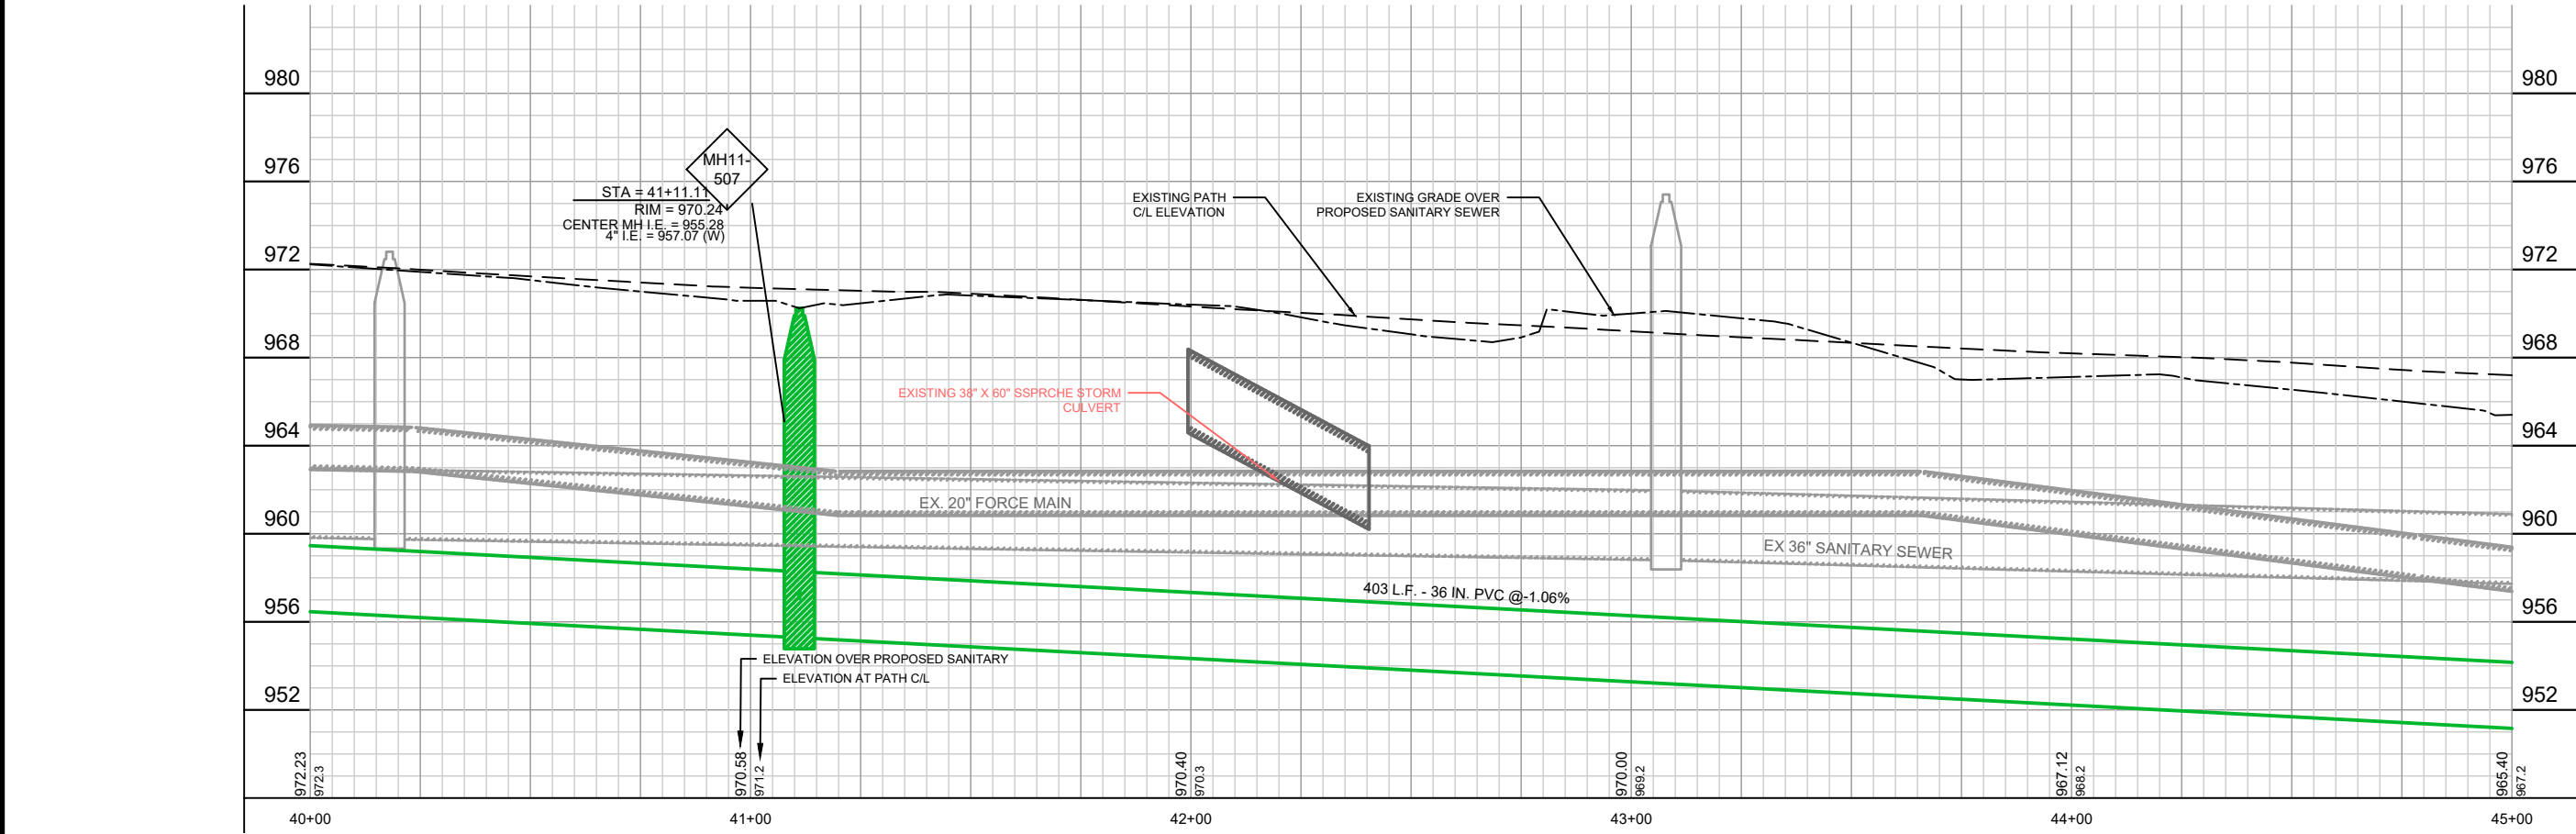 980
980
976
976
972
972
968
968
964
964
960
960
956
956
952
952
MH11-
507
STA = 41+11.11
RIM = 970.24
CENTER MH I.E. = 955.28
4" I.E. = 957.07 (W)
EXISTING PATH
C/L ELEVATION
EXISTING GRADE OVER
PROPOSED SANITARY SEWER
EXISTING 38" X 60" SSPRCHE STORM
CULVERT
EX. 20" FORCE MAIN
EX 36" SANITARY SEWER
403 L.F. - 36 IN. PVC @-1.06%
ELEVATION OVER PROPOSED SANITARY
ELEVATION AT PATH C/L
972.23
972.3
970.58
971.2
970.40
970.3
970.00
969.2
967.12
968.2
965.40
967.2
40+00
41+00
42+00
43+00
44+00
45+00